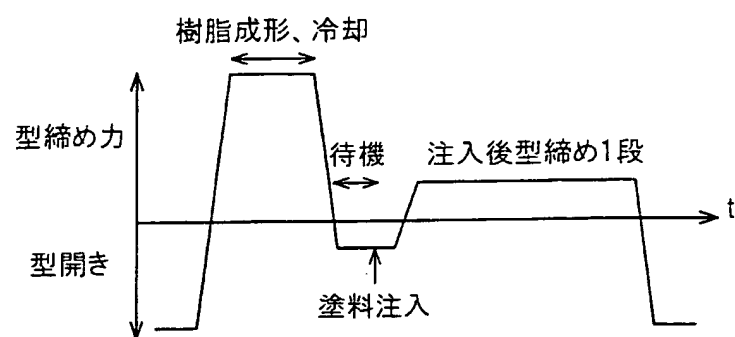 樹脂成形、冷却
型締め力
待機
注入後型締め1段
t
型開き
塗料注入